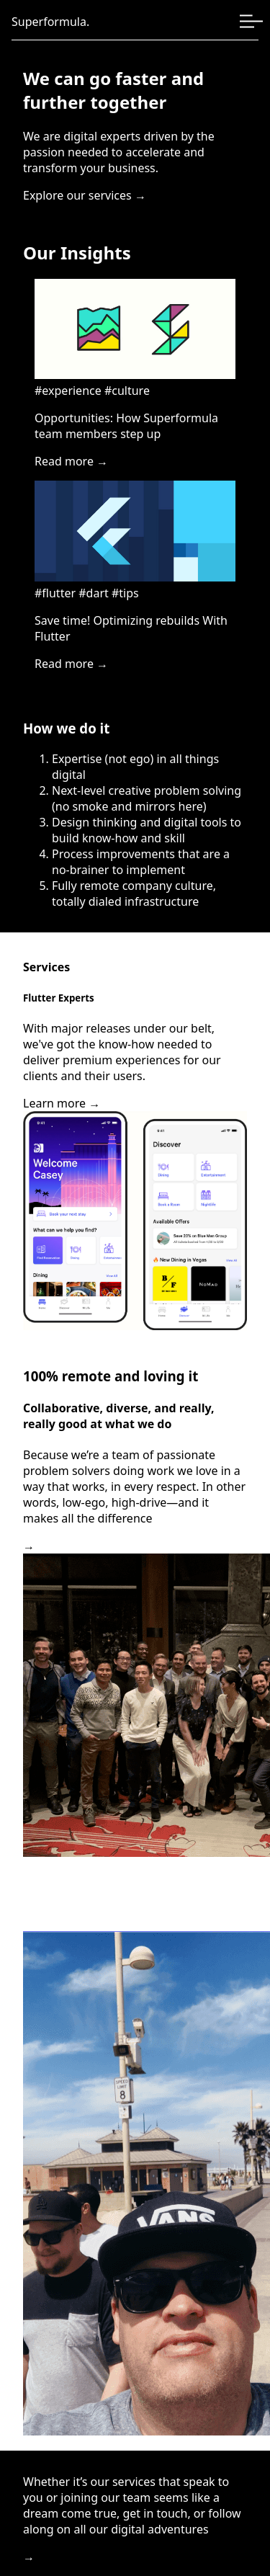 Superformula.
We can go faster and
further together
We are digital experts driven by the
passion needed to accelerate and
transform your business.
Explore our services →
Our Insights
#experience #culture
Opportunities: How Superformula
team members step up
Read more →
#flutter #dart #tips
Save time! Optimizing rebuilds With
Flutter
Read more →
How we do it
1. Expertise (not ego) in all things
digital
2. Next-level creative problem solving
(no smoke and mirrors here)
3. Design thinking and digital tools to
build know-how and skill
4. Process improvements that are a
no-brainer to implement
5. Fully remote company culture,
totally dialed infrastructure
Services
Flutter Experts
With major releases under our belt,
we've got the know-how needed to
deliver premium experiences for our
clients and their users.
Learn more →
Welcome
Casey
Book your next stay
What can we help you find?
Dining
Discover
Dining
Entertainment
Book a Room
Nightlife
Available Offers
New Dining in Vegas
B/F
NoMad
100% remote and loving it
Collaborative, diverse, and really,
really good at what we do
Because we’re a team of passionate
problem solvers doing work we love in a
way that works, in every respect. In other
words, low-ego, high-drive—and it
makes all the difference
→
SPEED
LIMIT
8
VANS
Whether it’s our services that speak to
you or joining our team seems like a
dream come true, get in touch, or follow
along on all our digital adventures
→